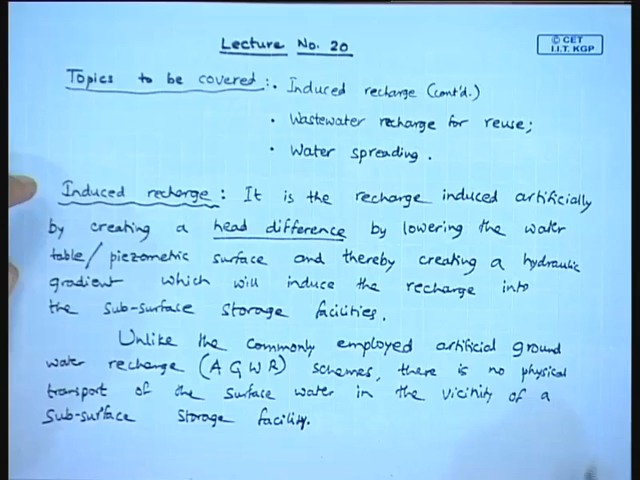 Lecture No. 20
© CET
I.I.T. KGP
Topics to be covered: • Induced recharge (cont'd.)
• Wastewater recharge for reuse;
• Water spreading.
Induced recharge: It is the recharge induced artificially
by creating a head difference by lowering the water
table/piezometric surface and thereby creating a hydraulic
gradient which will induce the recharge into
the sub-surface storage facilities.
Unlike the commonly employed artificial ground
water recharge (AGWR) schemes, there is no physical
transport of the surface water in the vicinity of a
sub-surface storage facility.